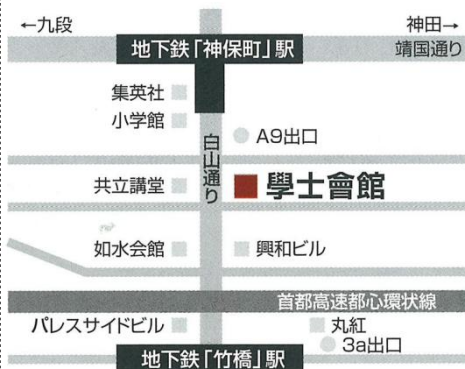 ←九段
神田→
地下鉄「神保町」駅
靖国通り
集英社
小学館
A9出口
白山通り
共立講堂
學士會館
如水会館
興和ビル
首都高速都心環状線
パレスサイドビル
丸紅
3a出口
地下鉄「竹橋」駅